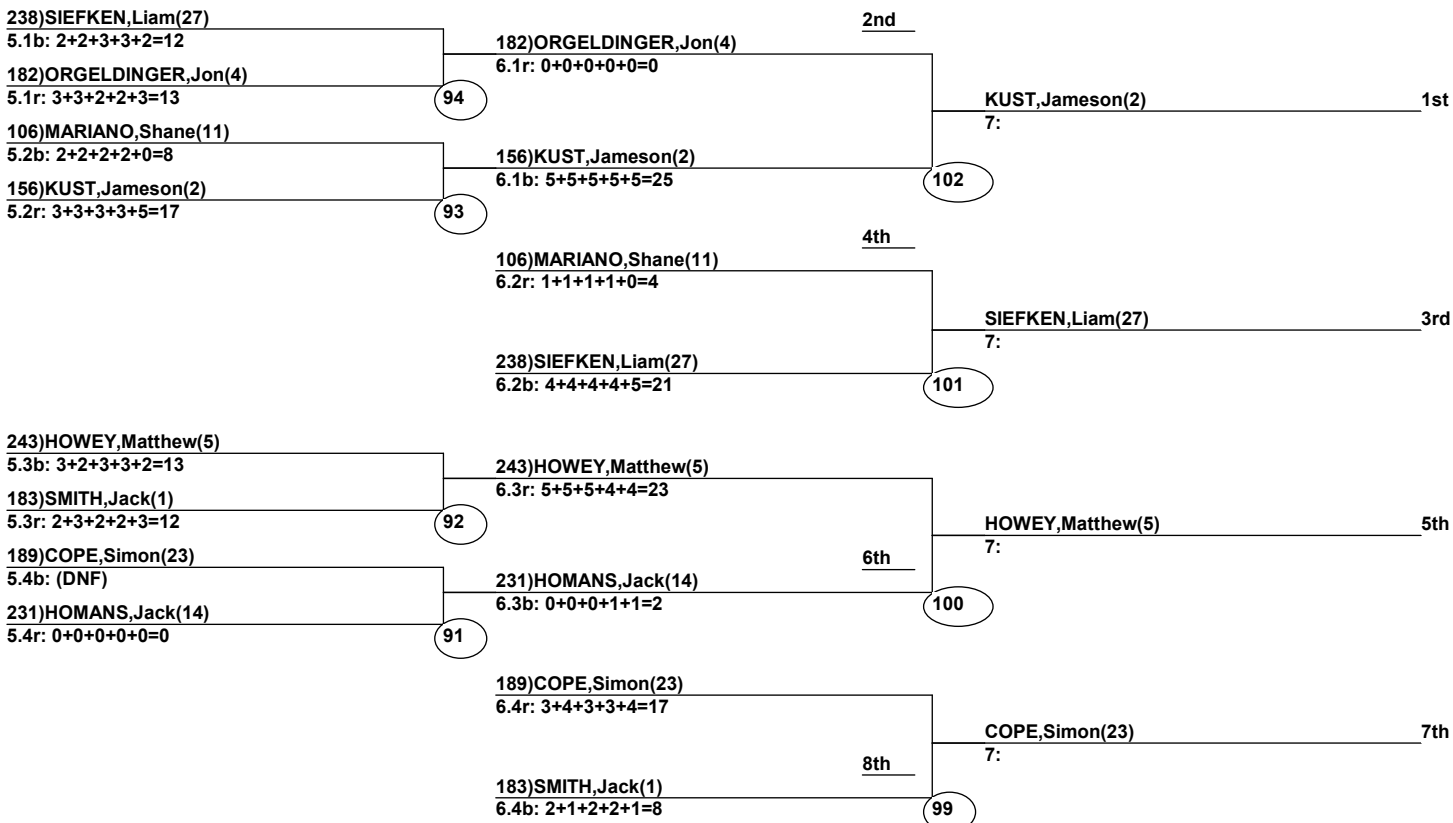 238)SIEFKEN,Liam(27)
5.1b: 2+2+3+3+2=12
182)ORGELDINGER,Jon(4)
5.1r: 3+3+2+2+3=13
94
106)MARIANO,Shane(11)
5.2b: 2+2+2+2+0=8
156)KUST,Jameson(2)
5.2r: 3+3+3+3+5=17
93
2nd
182)ORGELDINGER,Jon(4)
6.1r: 0+0+0+0+0=0
156)KUST,Jameson(2)
6.1b: 5+5+5+5+5=25
102
KUST,Jameson(2)
1st
7:
4th
106)MARIANO,Shane(11)
6.2r: 1+1+1+1+0=4
238)SIEFKEN,Liam(27)
6.2b: 4+4+4+4+5=21
101
SIEFKEN,Liam(27)
3rd
7:
243)HOWEY,Matthew(5)
5.3b: 3+2+3+3+2=13
183)SMITH,Jack(1)
5.3r: 2+3+2+2+3=12
92
189)COPE,Simon(23)
5.4b: (DNF)
231)HOMANS,Jack(14)
5.4r: 0+0+0+0+0=0
91
243)HOWEY,Matthew(5)
6.3r: 5+5+5+4+4=23
6th
231)HOMANS,Jack(14)
6.3b: 0+0+0+1+1=2
100
HOWEY,Matthew(5)
5th
7:
189)COPE,Simon(23)
6.4r: 3+4+3+3+4=17
8th
183)SMITH,Jack(1)
6.4b: 2+1+2+2+1=8
99
COPE,Simon(23)
7th
7: